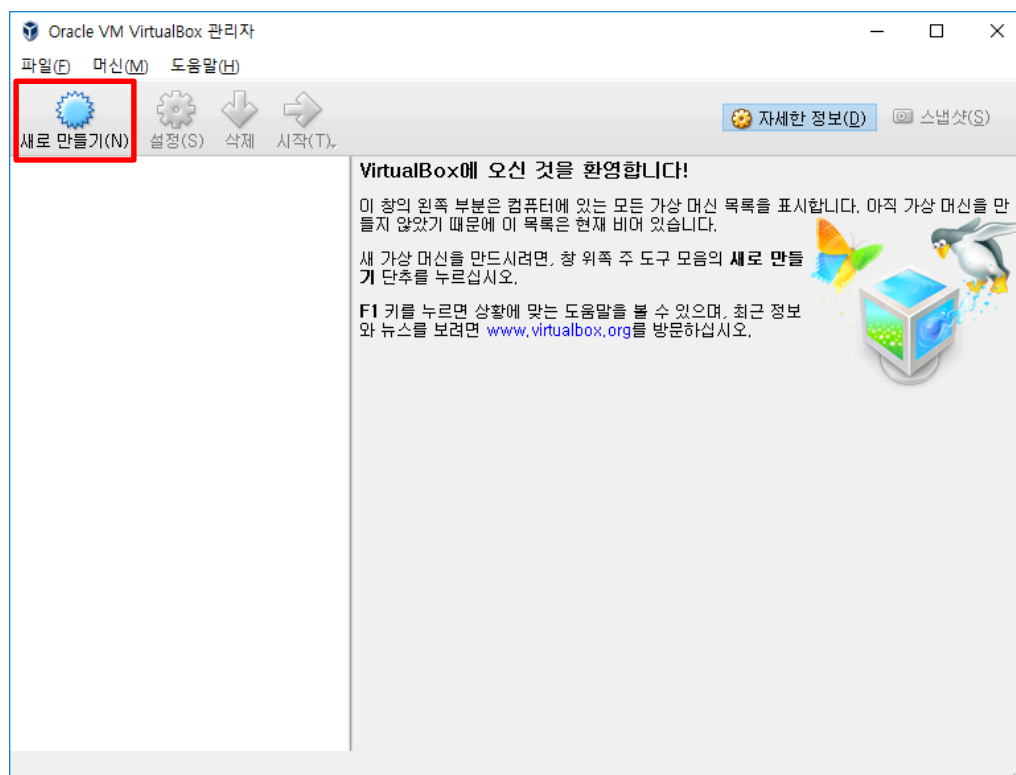 Oracle VM VirtualBox 관리자
파일(F) 머신(M) 도움말(H)
새로 만들기(N) 설정(S) 삭제 시작(T) 자세한 정보(D) 스냅샷(S)
VirtualBox에 오신 것을 환영합니다!
이 창의 왼쪽 부분은 컴퓨터에 있는 모든 가상 머신 목록을 표시합니다. 아직 가상 머신을 만
들지 않았기 때문에 이 목록은 현재 비어 있습니다.
새 가상 머신을 만드시려면, 창 위쪽 주 도구 모음의 새로 만들
기 단추를 누르십시오.
F1 키를 누르면 상황에 맞는 도움말을 볼 수 있으며, 최근 정보
와 뉴스를 보려면 www.virtualbox.org를 방문하십시오.